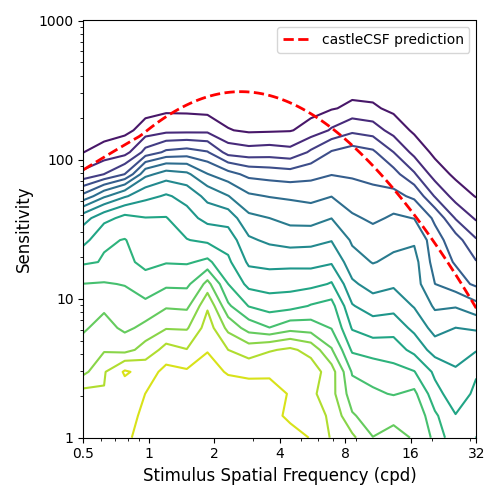 castleCSF prediction
Sensitivity
1000
100
10
1
0.5 1 2 4 8 16 32
Stimulus Spatial Frequency (cpd)